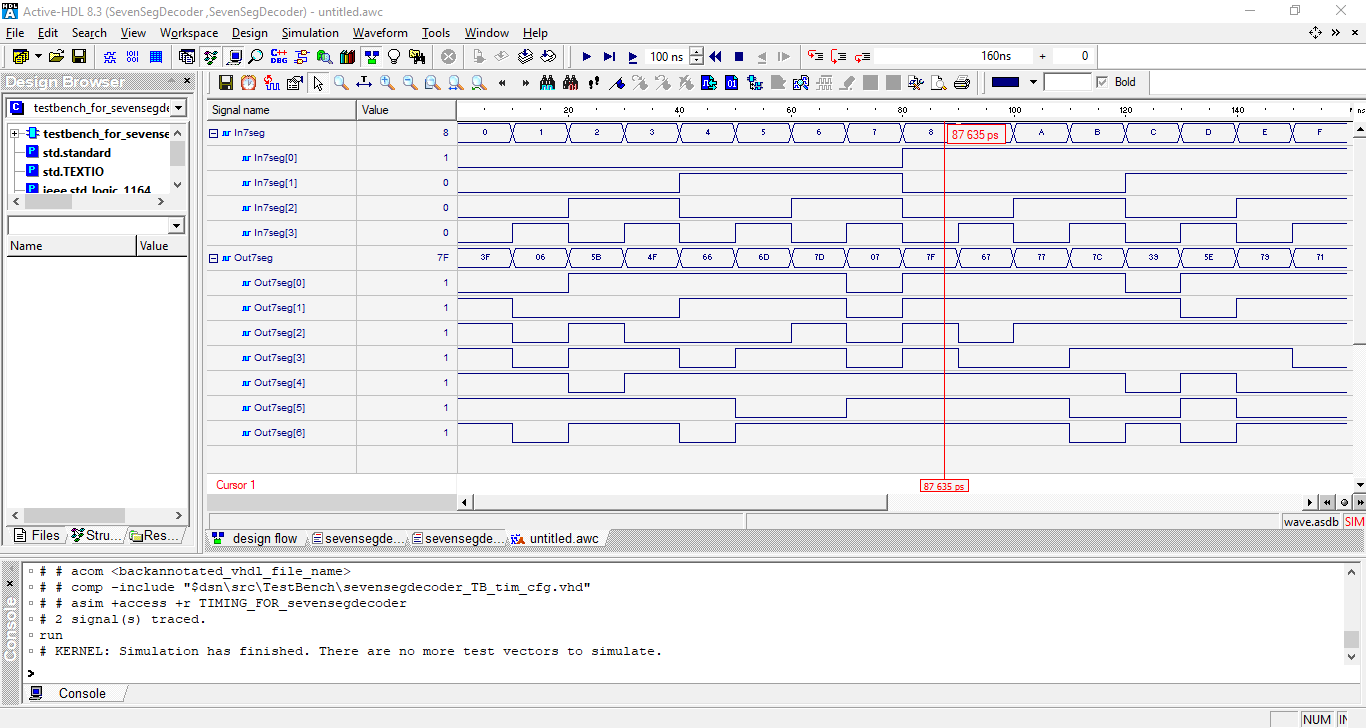 Active-HDL 8.3 (SevenSegDecoder ,SevenSegDecoder) - untitled.awc
File Edit Search View Workspace Design Simulation Waveform Tools Window Help
100 ns 160ns + 0
Design Browser
Bold
testbench_for_sevensegde
testbench_for_sevense
std.standard
std.TEXTIO
ieee.std_logic_1164
Name Value
Files Stru... Res...
Signal name Value 20 40 60 80 100 120 140 ns
In7seg 8 0 1 2 3 4 5 6 7 8 87 635 ps A B C D E F
In7seg[0] 1
In7seg[1] 0
In7seg[2] 0
In7seg[3] 0
Out7seg 7F 3F 06 5B 4F 66 6D 7D 07 7F 67 77 7C 39 5E 79 71
Out7seg[0] 1
Out7seg[1] 1
Out7seg[2] 1
Out7seg[3] 1
Out7seg[4] 1
Out7seg[5] 1
Out7seg[6] 1
Cursor 1 87 635 ps
wave.asdb SIM
design flow sevensegde... sevensegde... untitled.awc
Console
# # acom <backannotated_vhdl_file_name>
# # comp -include "$dsn\src\TestBench\sevensegdecoder_TB_tim_cfg.vhd"
# # asim +access +r TIMING_FOR_sevensegdecoder
# 2 signal(s) traced.
run
# KERNEL: Simulation has finished. There are no more test vectors to simulate.
>
Console
NUM